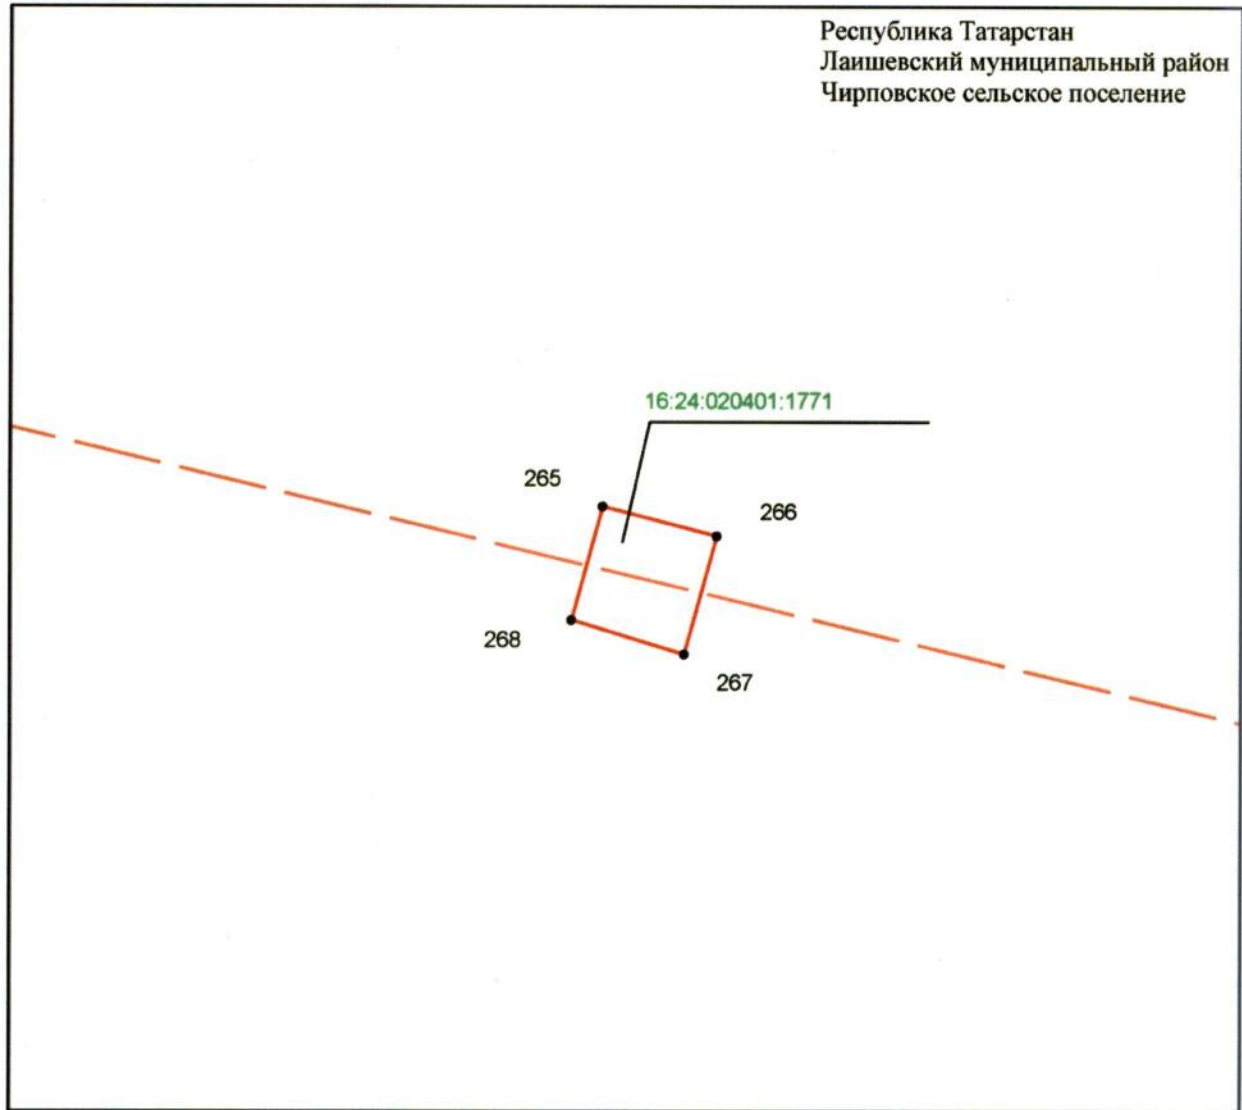 Республика Татарстан
Лаишевский муниципальный район
Чирповское сельское поселение
16:24:020401:1771
265
266
268
267